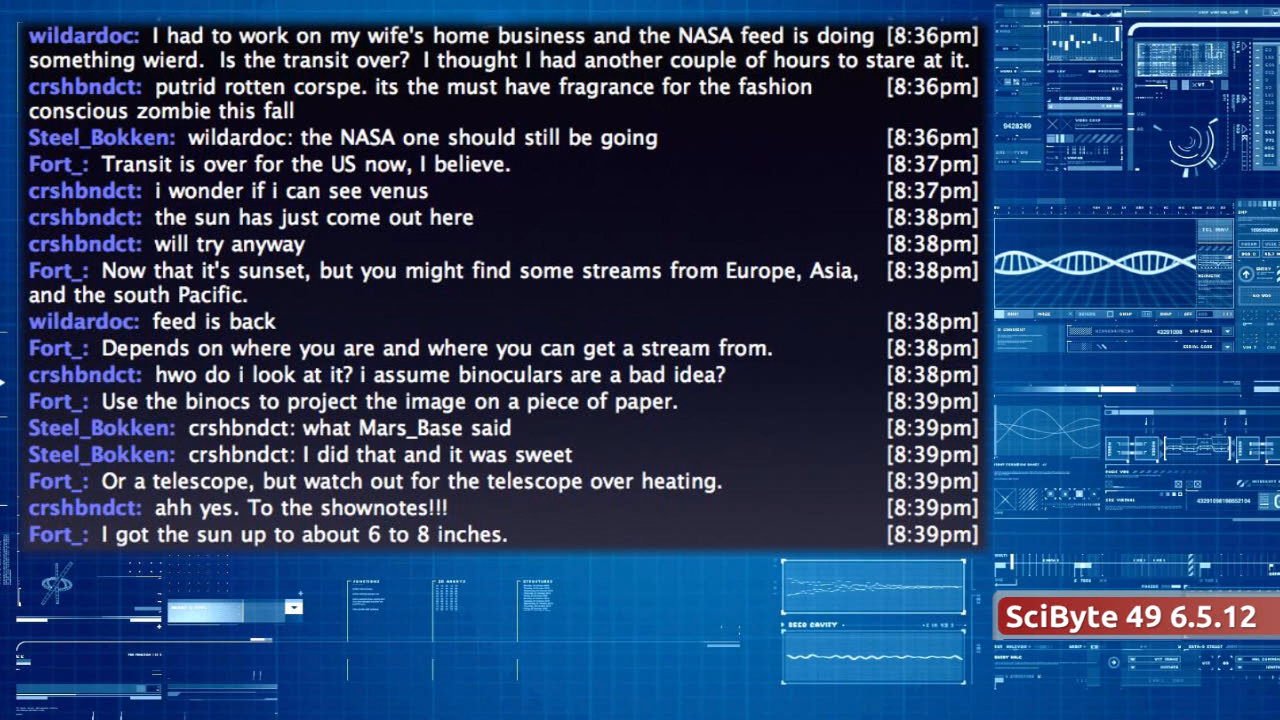 wildardoc: I had to work on my wife's home business and the NASA feed is doing [8:36pm]
something wierd. Is the transit over? I thought I had another couple of hours to stare at it.
crshbndct: putrid rotten corspe. its the must have fragrance for the fashion [8:36pm]
conscious zombie this fall
Steel_Bokken: wildardoc: the NASA one should still be going [8:36pm]
Fort_: Transit is over for the US now, I believe. [8:37pm]
crshbndct: i wonder if i can see venus [8:37pm]
crshbndct: the sun has just come out here [8:38pm]
crshbndct: will try anyway [8:38pm]
Fort_: Now that it's sunset, but you might find some streams from Europe, Asia, [8:38pm]
and the south Pacific.
wildardoc: feed is back [8:38pm]
Fort_: Depends on where you are and where you can get a stream from. [8:38pm]
crshbndct: hwo do i look at it? i assume binoculars are a bad idea? [8:38pm]
Fort_: Use the binocs to project the image on a piece of paper. [8:39pm]
Steel_Bokken: crshbndct: what Mars_Base said [8:39pm]
Steel_Bokken: crshbndct: I did that and it was sweet [8:39pm]
Fort_: Or a telescope, but watch out for the telescope over heating. [8:39pm]
crshbndct: ahh yes. To the shownotes!!! [8:39pm]
Fort_: I got the sun up to about 6 to 8 inches. [8:39pm]
9428249
SciByte 49 6.5.12